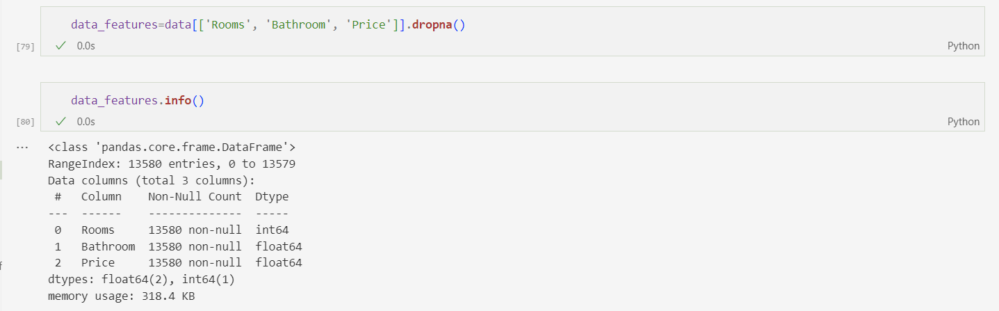 data_features=data[['Rooms', 'Bathroom', 'Price']].dropna()
[79] ✓ 0.0s Python
data_features.info()
[80] ✓ 0.0s Python
... <class 'pandas.core.frame.DataFrame'>
RangeIndex: 13580 entries, 0 to 13579
Data columns (total 3 columns):
 #   Column    Non-Null Count  Dtype
---  ------    --------------  -----
 0   Rooms     13580 non-null  int64
 1   Bathroom  13580 non-null  float64
 2   Price     13580 non-null  float64
dtypes: float64(2), int64(1)
memory usage: 318.4 KB